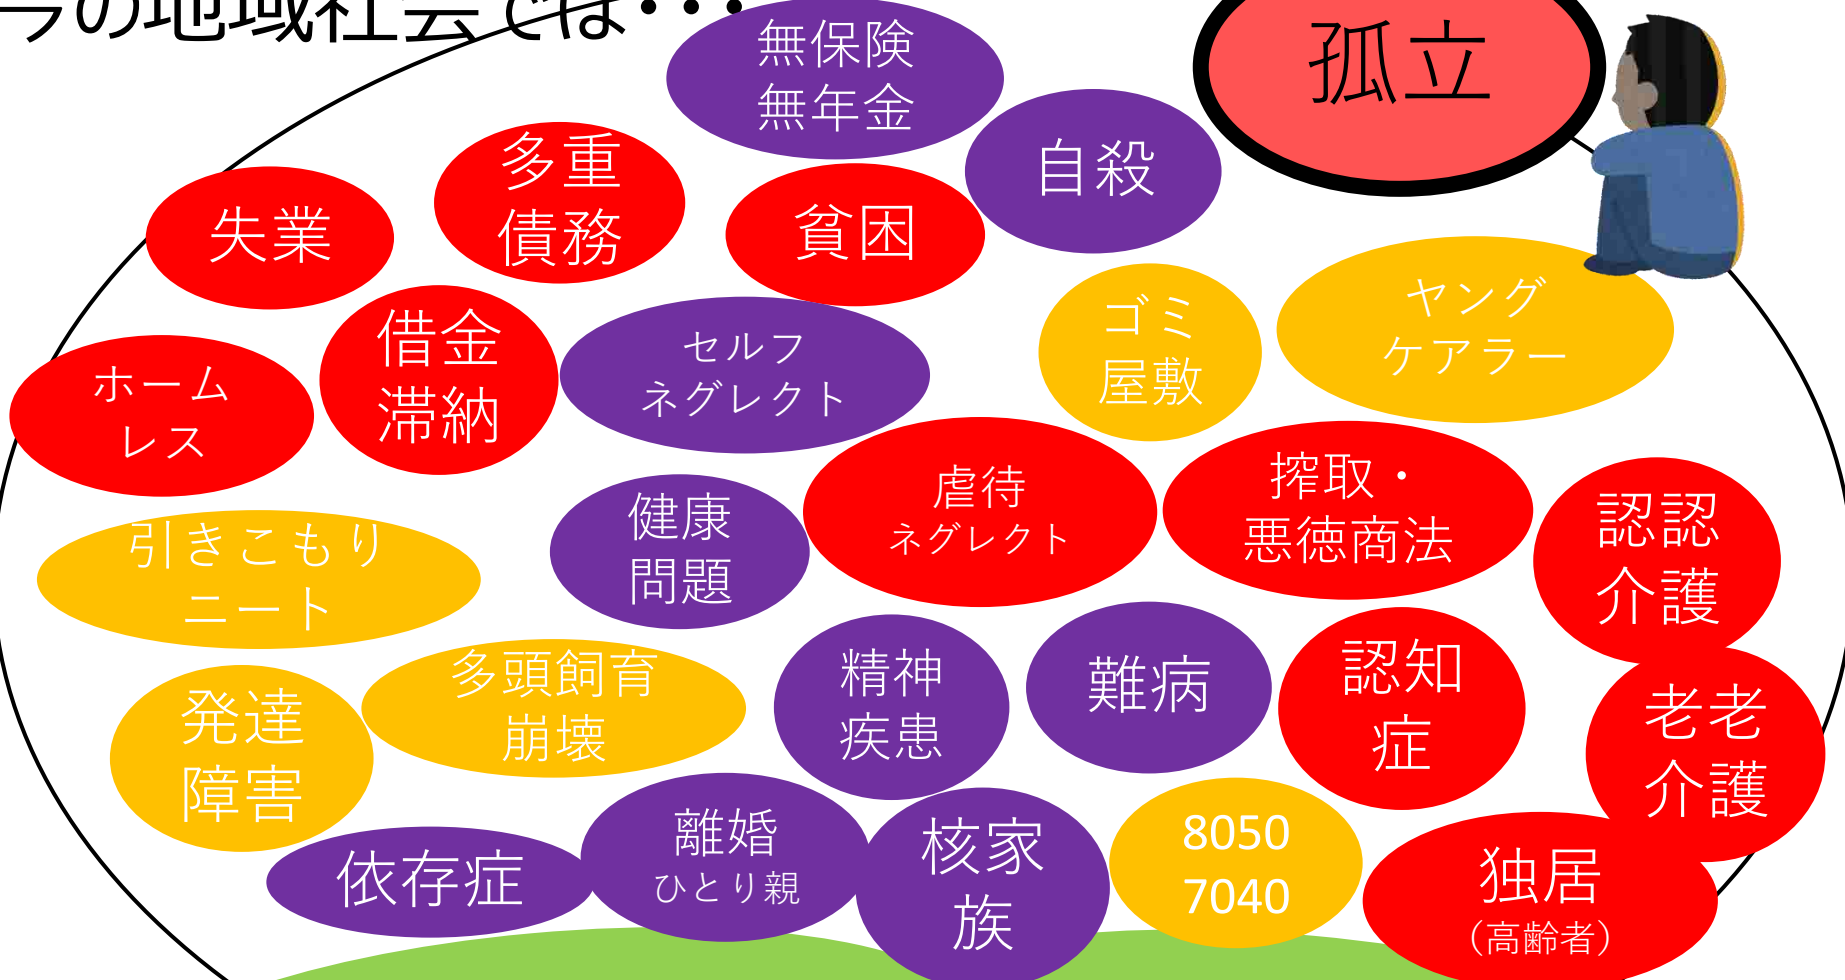 今の地域社会では・・・
無保険
無年金
孤立
自殺
多重
債務
失業
貧困
ゴミ
屋敷
ヤング
ケアラー
借金
滞納
セルフ
ネグレクト
ホーム
レス
虐待
ネグレクト
搾取・
悪徳商法
認認
介護
健康
問題
引きこもり
ニート
多頭飼育
崩壊
精神
疾患
難病
認知
症
老老
介護
発達
障害
依存症
離婚
ひとり親
核家
族
8050
7040
独居
（高齢者）